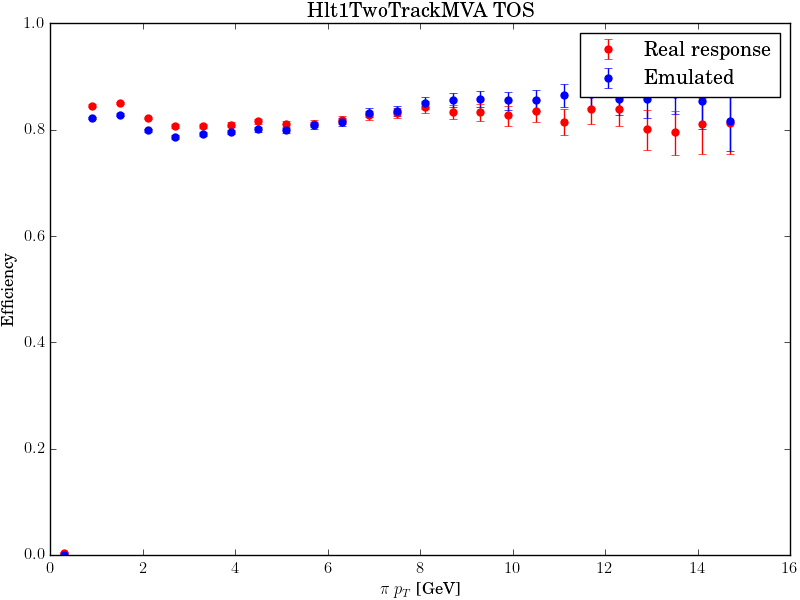 Hlt1TwoTrackMVA TOS
Real response
Emulated
Efficiency
1.0
0.8
0.6
0.4
0.2
0.0
0 2 4 6 8 10 12 14 16
π p_T [GeV]